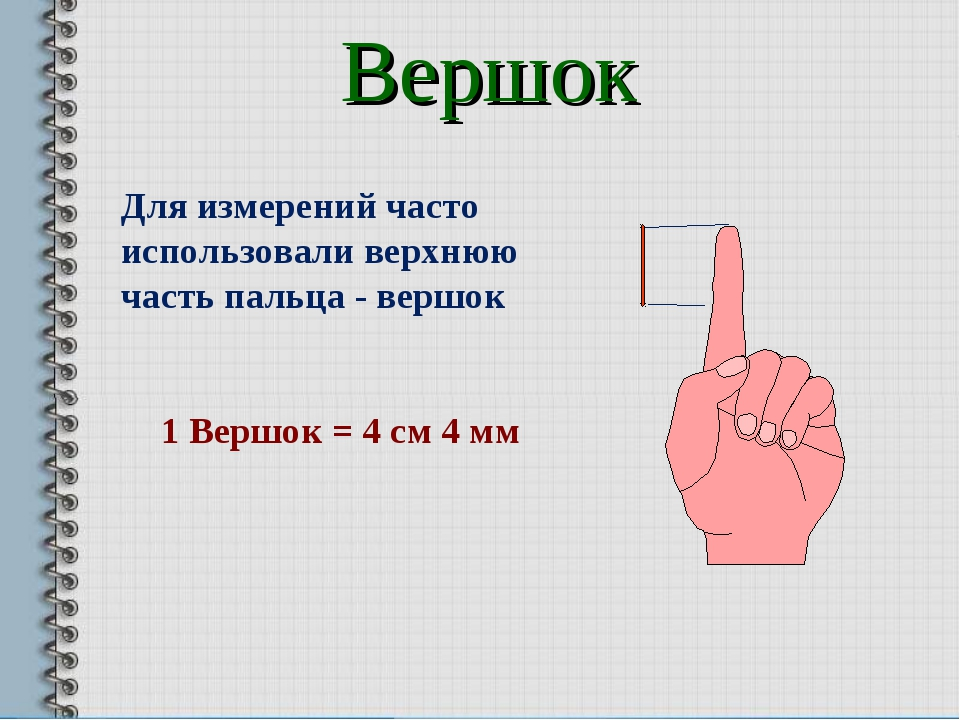 Вершок
Для измерений часто
использовали верхнюю
часть пальца - вершок
1 Вершок = 4 см 4 мм